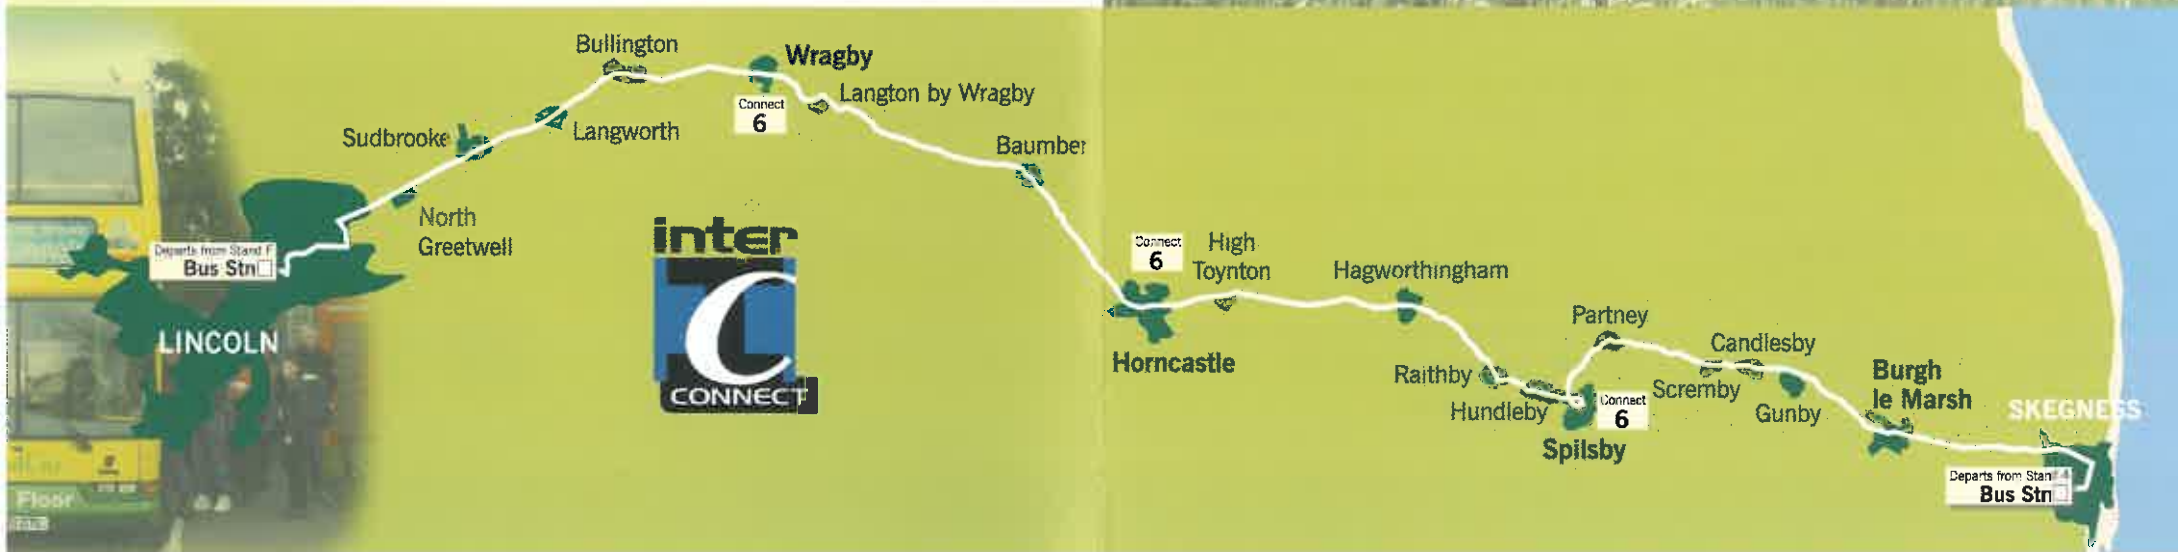 Bullington
Wragby
Connect
6
Langton by Wragby
Sudbrooke
Langworth
Baumber
North
Greetwell
Departs from Stand F
Bus Stn
LINCOLN
inter
C
CONNECT
Connect
6
High
Toynton
Horncastle
Hagworthingham
Partney
Raithby
Hundleby
Connect
6
Spilsby
Candlesby
Scremby
Gunby
Burgh
le Marsh
SKEGNESS
Departs from Stand 4
Bus Stn
Floor